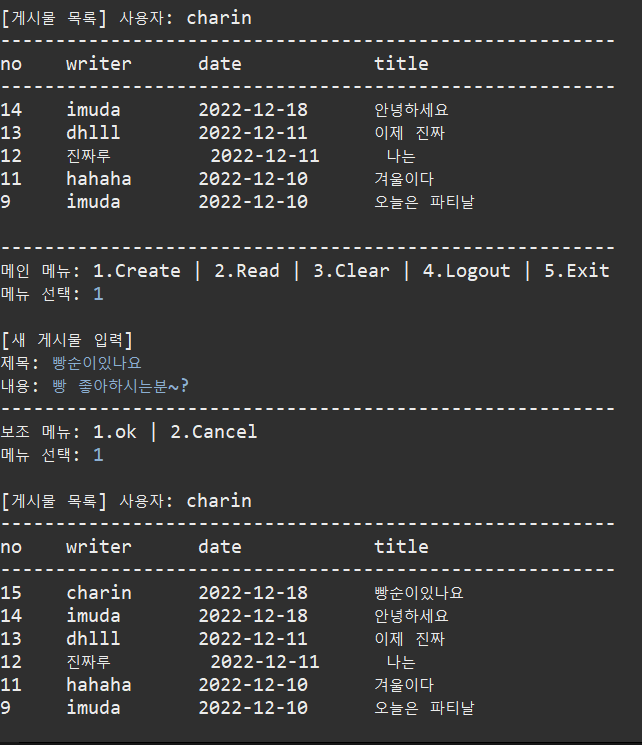 [게시물 목록] 사용자: charin
--------------------------------------------------------
no    writer      date            title
--------------------------------------------------------
14    imuda       2022-12-18      안녕하세요
13    dhlll       2022-12-11      이제 진짜
12    진짜루         2022-12-11      나는
11    hahaha      2022-12-10      겨울이다
9     imuda       2022-12-10      오늘은 파티날
--------------------------------------------------------
메인 메뉴: 1.Create | 2.Read | 3.Clear | 4.Logout | 5.Exit
메뉴 선택: 1
[새 게시물 입력]
제목: 빵순이있나요
내용: 빵 좋아하시는분~?
--------------------------------------------------------
보조 메뉴: 1.ok | 2.Cancel
메뉴 선택: 1
[게시물 목록] 사용자: charin
--------------------------------------------------------
no    writer      date            title
--------------------------------------------------------
15    charin      2022-12-18      빵순이있나요
14    imuda       2022-12-18      안녕하세요
13    dhlll       2022-12-11      이제 진짜
12    진짜루         2022-12-11      나는
11    hahaha      2022-12-10      겨울이다
9     imuda       2022-12-10      오늘은 파티날